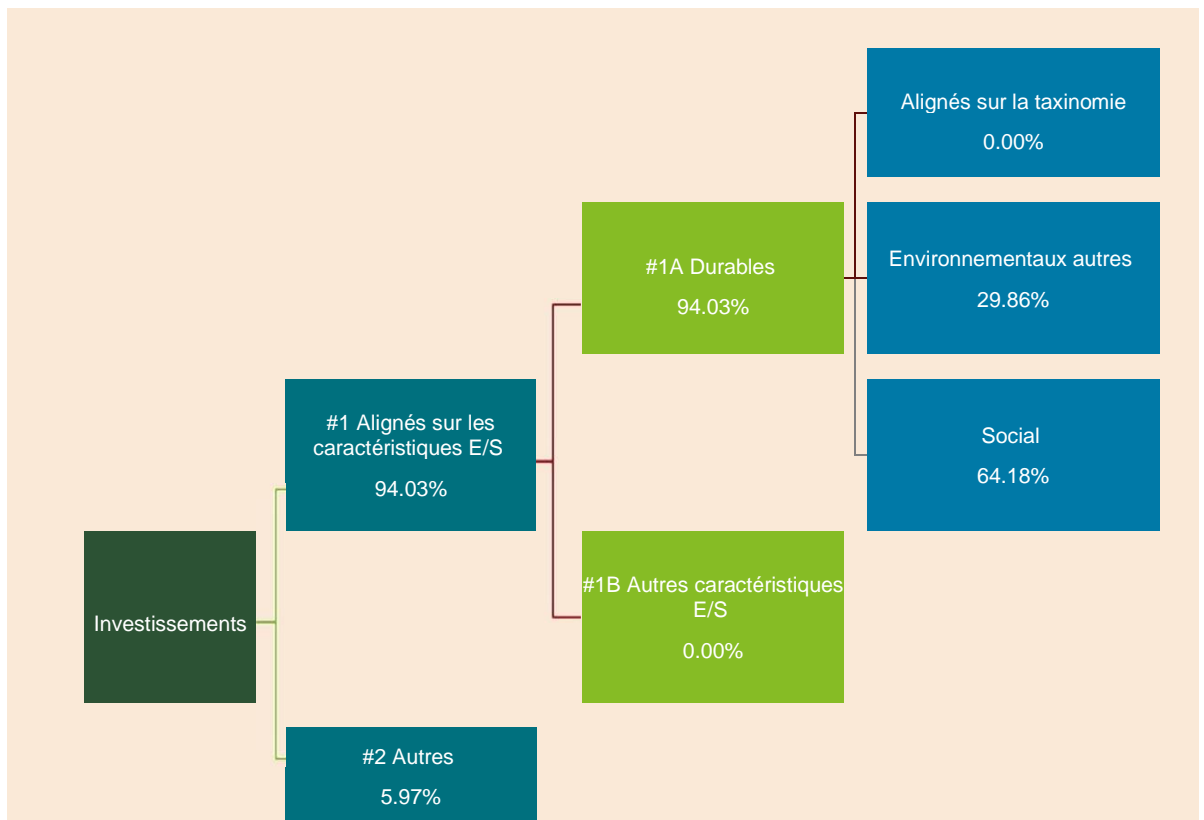 Alignés sur la taxinomie
0.00%
#1A Durables
94.03%
Environnementaux autres
29.86%
#1 Alignés sur les
caractéristiques E/S
94.03%
Social
64.18%
Investissements
#1B Autres caractéristiques
E/S
0.00%
#2 Autres
5.97%